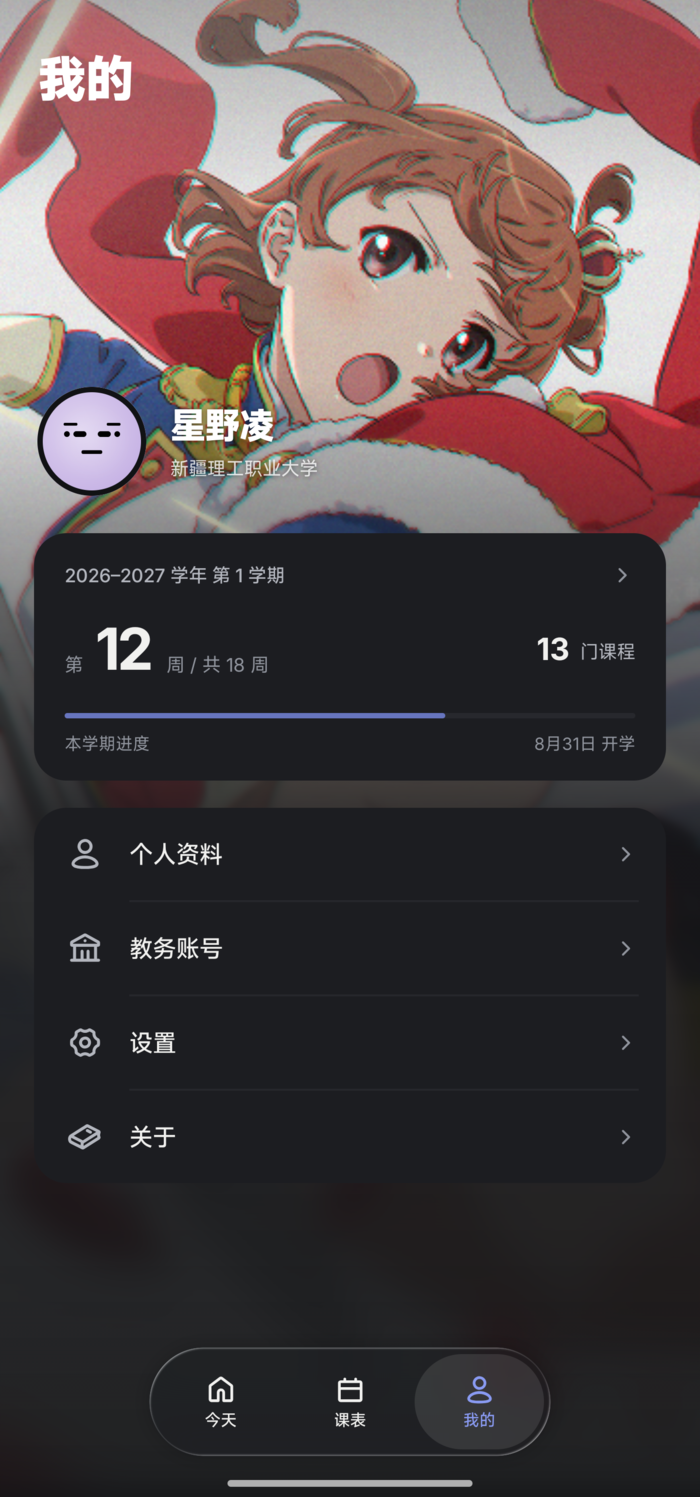 我的
星野凌
新疆理工职业大学
2026–2027 学年 第 1 学期
第 12 周 / 共 18 周
13 门课程
本学期进度
8月31日 开学
个人资料
教务账号
设置
关于
今天
课表
我的